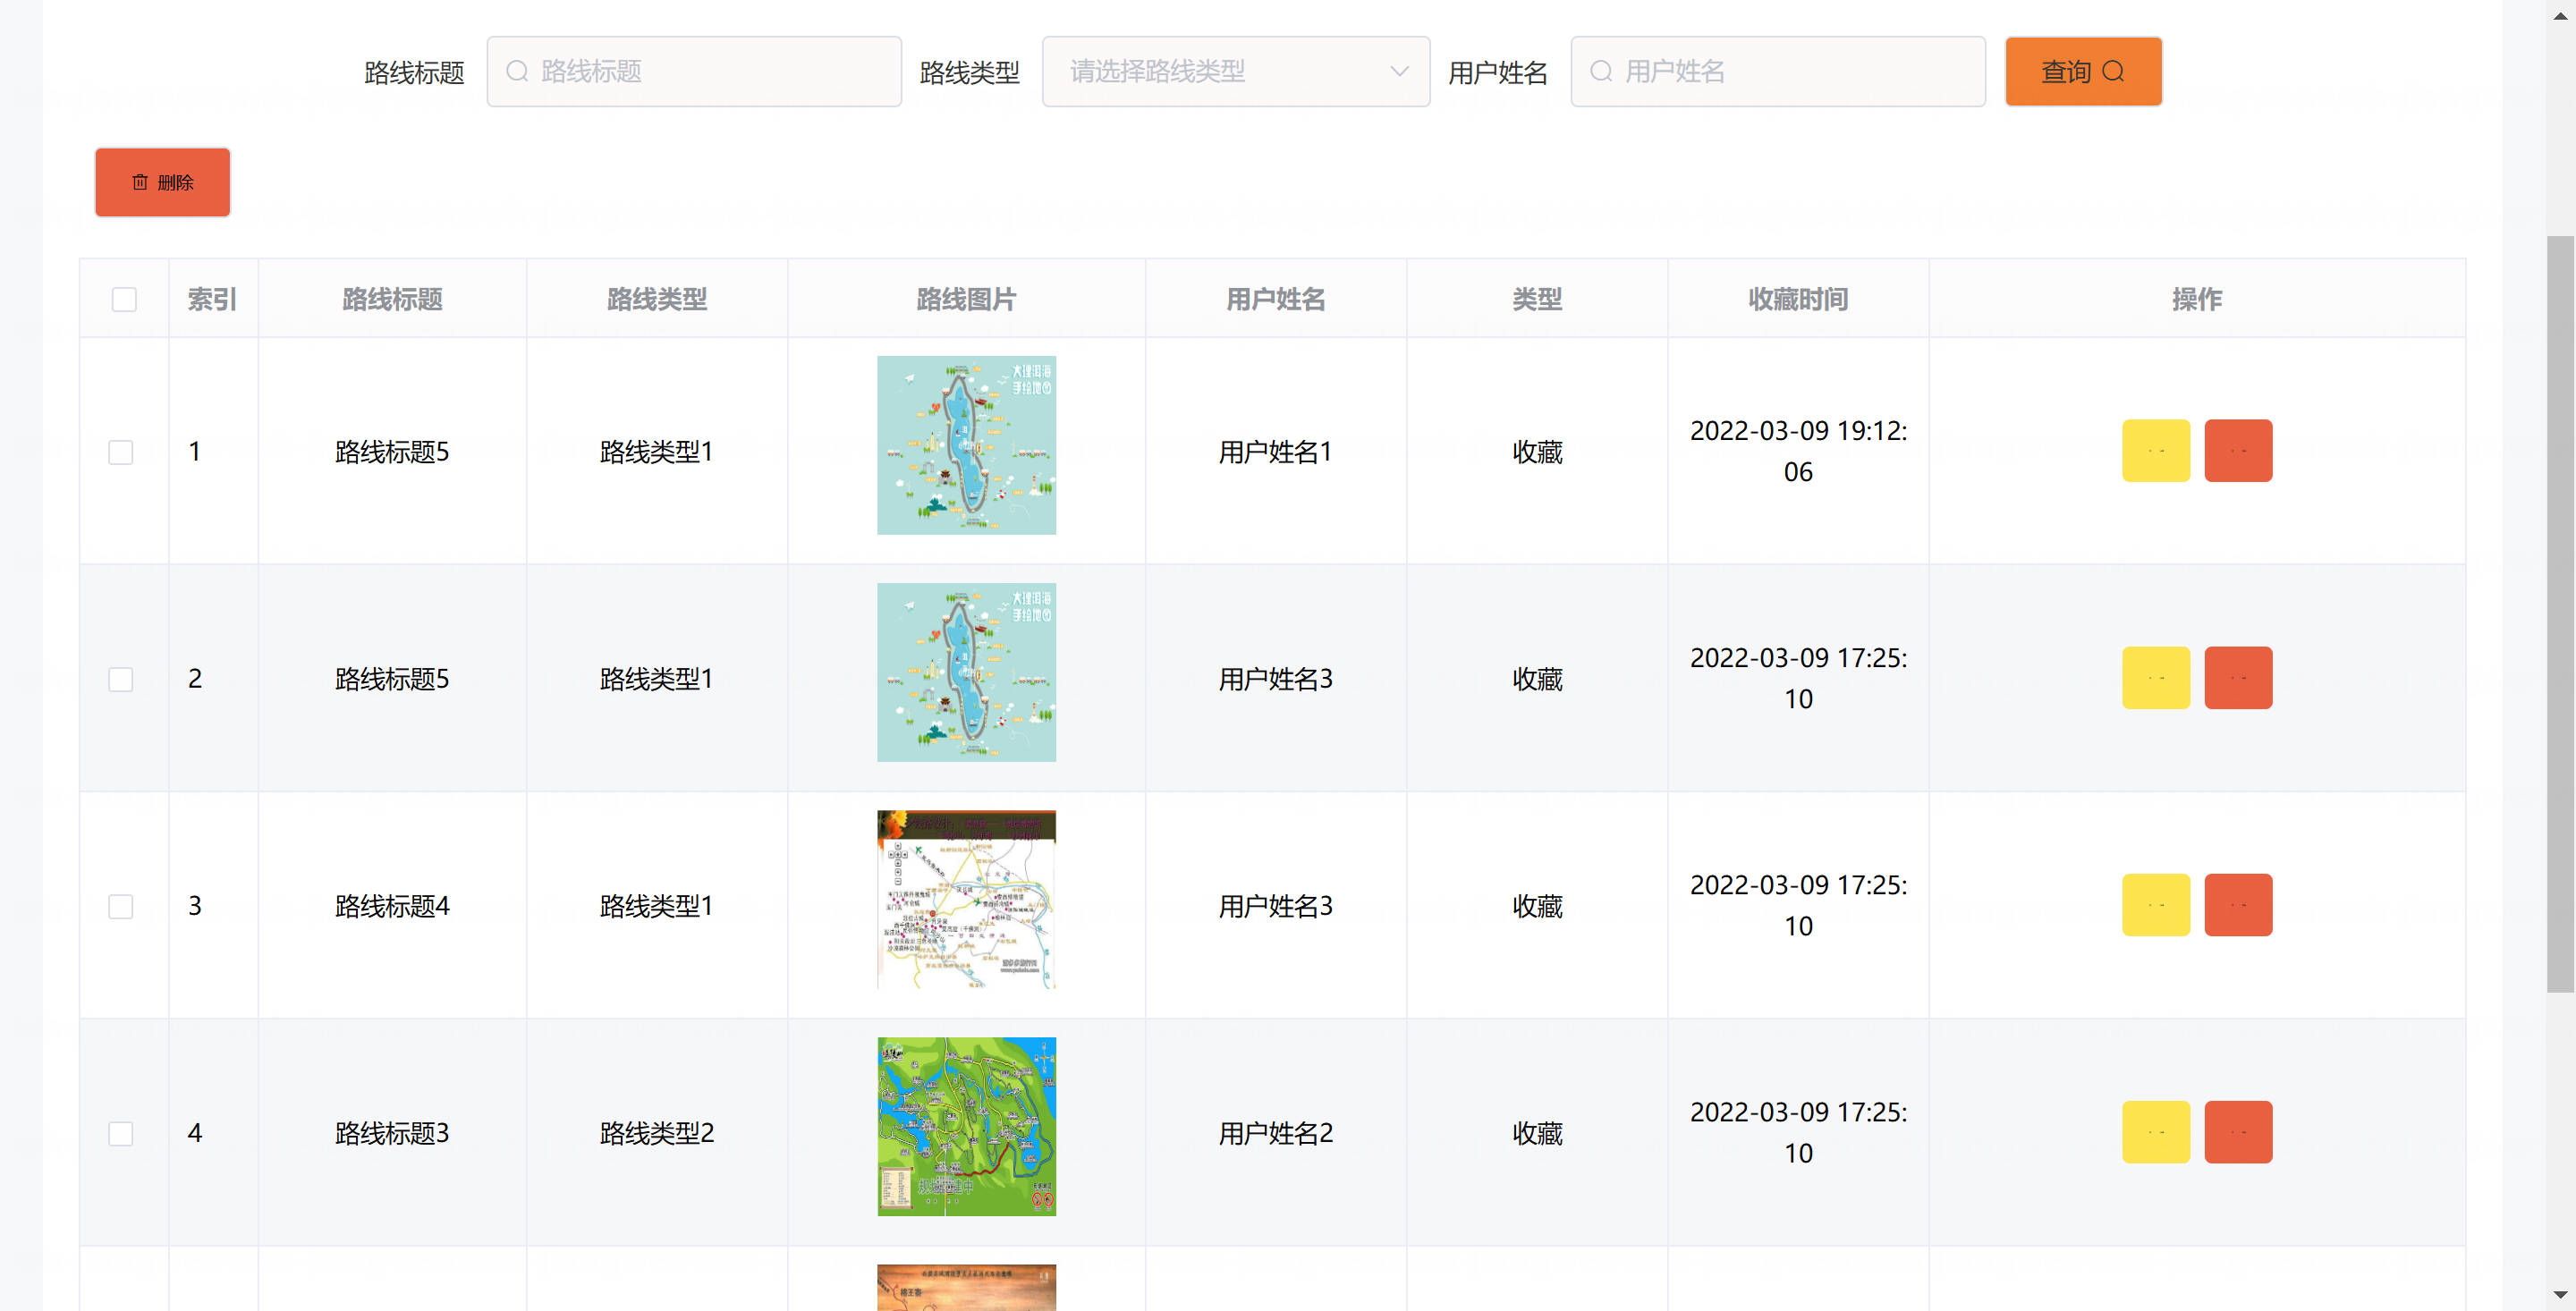 路线标题 路线标题 路线类型 请选择路线类型 用户姓名 用户姓名 查询
删除
索引 路线标题 路线类型 路线图片 用户姓名 类型 收藏时间 操作
大理洱海
手绘地图
1 路线标题5 路线类型1 用户姓名1 收藏 2022-03-09 19:12:
06
大理洱海
手绘地图
2 路线标题5 路线类型1 用户姓名3 收藏 2022-03-09 17:25:
10
3 路线标题4 路线类型1 用户姓名3 收藏 2022-03-09 17:25:
10
4 路线标题3 路线类型2 用户姓名2 收藏 2022-03-09 17:25:
10